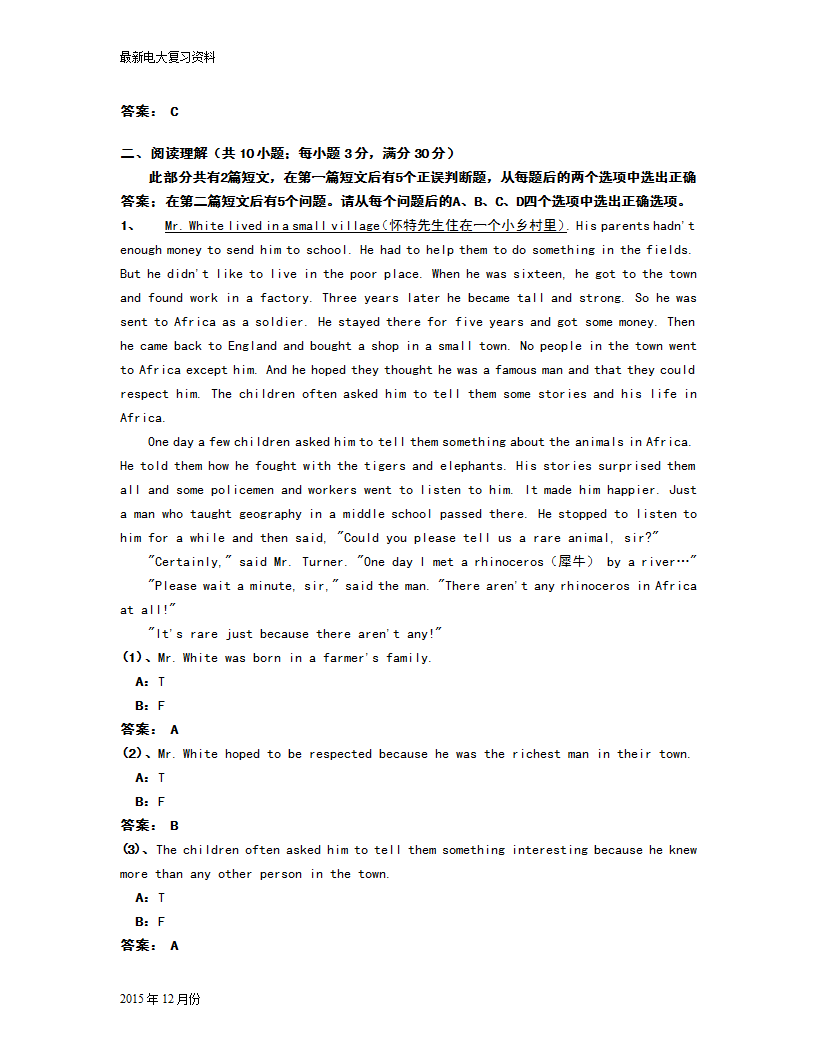 最新电大复习资料
答案： C
二、阅读理解（共 10 小题；每小题 3 分，满分 30 分）
此部分共有2篇短文，在第一篇短文后有5个正误判断题，从每题后的两个选项中选出正确
答案；在第二篇短文后有5个问题。请从每个问题后的A、B、C、D四个选项中选出正确选项。
1、 Mr. White lived in a small village（怀特先生住在一个小乡村里）. His parents hadn't
enough money to send him to school. He had to help them to do something in the fields.
But he didn't like to live in the poor place. When he was sixteen, he got to the town
and found work in a factory. Three years later he became tall and strong. So he was
sent to Africa as a soldier. He stayed there for five years and got some money. Then
he came back to England and bought a shop in a small town. No people in the town went
to Africa except him. And he hoped they thought he was a famous man and that they could
respect him. The children often asked him to tell them some stories and his life in
Africa.
One day a few children asked him to tell them something about the animals in Africa.
He told them how he fought with the tigers and elephants. His stories surprised them
all and some policemen and workers went to listen to him. It made him happier. Just
a man who taught geography in a middle school passed there. He stopped to listen to
him for a while and then said, "Could you please tell us a rare animal, sir?"
"Certainly," said Mr. Turner. "One day I met a rhinoceros（犀牛） by a river…"
"Please wait a minute, sir," said the man. "There aren't any rhinoceros in Africa
at all!"
"It's rare just because there aren't any!"
(1)、Mr. White was born in a farmer's family.
A：T
B：F
答案： A
(2)、Mr. White hoped to be respected because he was the richest man in their town.
A：T
B：F
答案： B
(3)、The children often asked him to tell them something interesting because he knew
more than any other person in the town.
A：T
B：F
答案： A
2015 年 12 月份